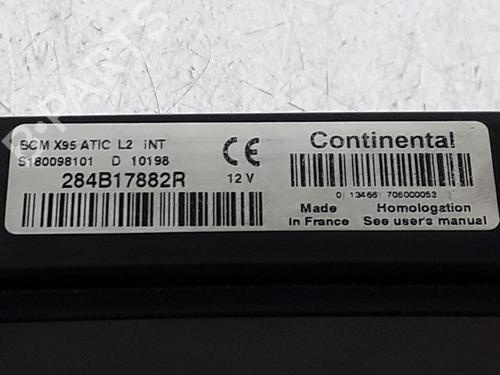 BCM X95 ATIC L2 INT
S180098101 D 10198
284B17882R
CE
12 V
Continental
0 13466 706000053
Made
in France
Homologation
See user's manual